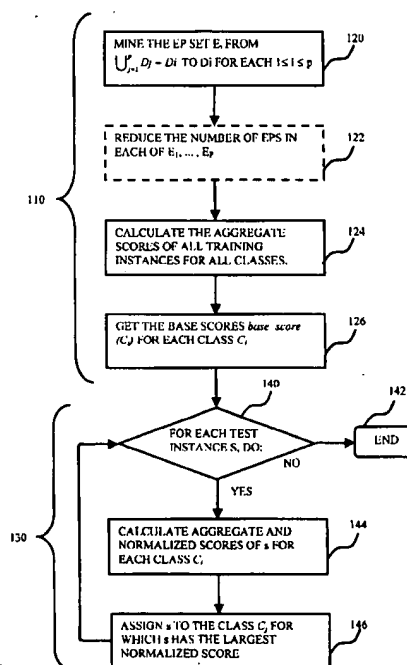 MINE THE EP SET Ei FROM
⋃ᵖⱼ₌₁ Dj – Di TO Di FOR EACH 1 ≤ i ≤ p
120
REDUCE THE NUMBER OF EPS IN
EACH OF E1, ... , Ep
122
110
CALCULATE THE AGGREGATE
SCORES OF ALL TRAINING
INSTANCES FOR ALL CLASSES.
124
GET THE BASE SCORES base_score
(Ci) FOR EACH CLASS Ci
126
140
142
FOR EACH TEST
INSTANCE S, DO:
END
NO
YES
130
CALCULATE AGGREGATE AND
NORMALIZED SCORES OF s FOR
EACH CLASS Ci
144
ASSIGN s TO THE CLASS Cj FOR
WHICH s HAS THE LARGEST
NORMALIZED SCORE
146